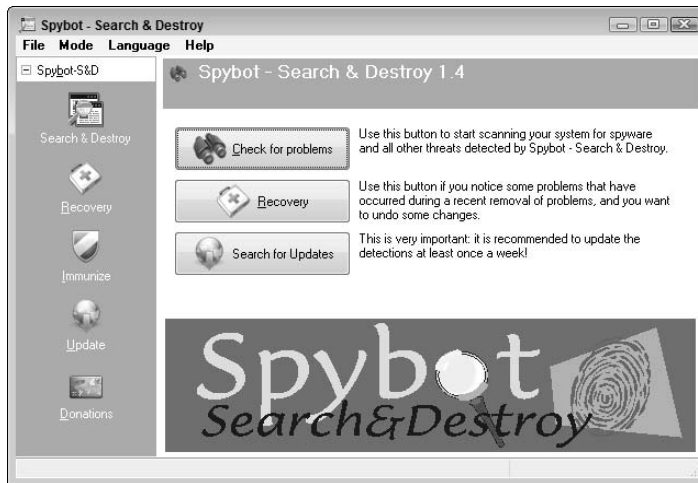 Spybot - Search & Destroy
File Mode Language Help
Spybot-S&D
Spybot - Search & Destroy 1.4
Search & Destroy
Recovery
Immunize
Update
Donations
Check for problems
Use this button to start scanning your system for spyware
and all other threats detected by Spybot - Search & Destroy.
Recovery
Use this button if you notice some problems that have
occurred during a recent removal of problems, and you want
to undo some changes.
Search for Updates
This is very important: it is recommended to update the
detections at least once a week!
Spybot
Search&Destroy